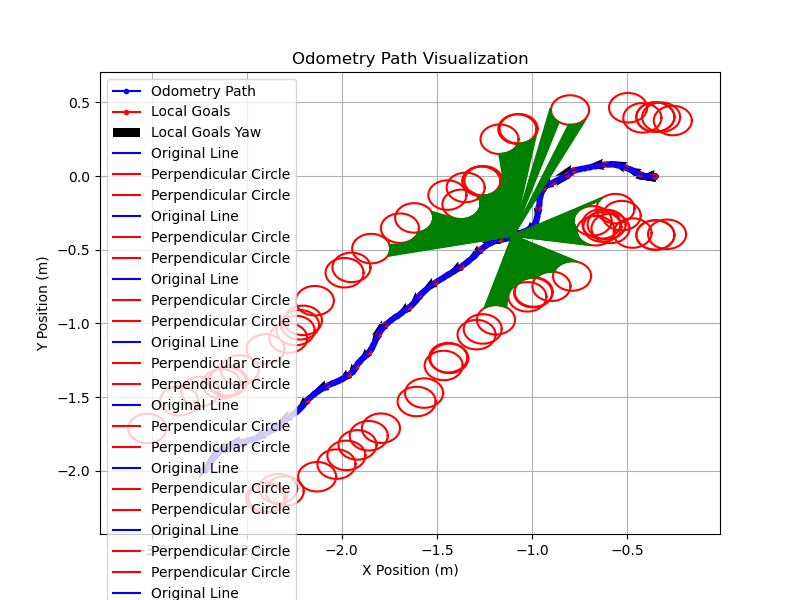 Odometry Path Visualization
Odometry Path
Local Goals
Local Goals Yaw
Original Line
Perpendicular Circle
Perpendicular Circle
Original Line
Perpendicular Circle
Perpendicular Circle
Original Line
Perpendicular Circle
Perpendicular Circle
Original Line
Perpendicular Circle
Perpendicular Circle
Original Line
Perpendicular Circle
Perpendicular Circle
Original Line
Perpendicular Circle
Perpendicular Circle
Original Line
Perpendicular Circle
Perpendicular Circle
Original Line
Y Position (m)
0.5
0.0
−0.5
−1.0
−1.5
−2.0
−2.0
−1.5
−1.0
−0.5
X Position (m)